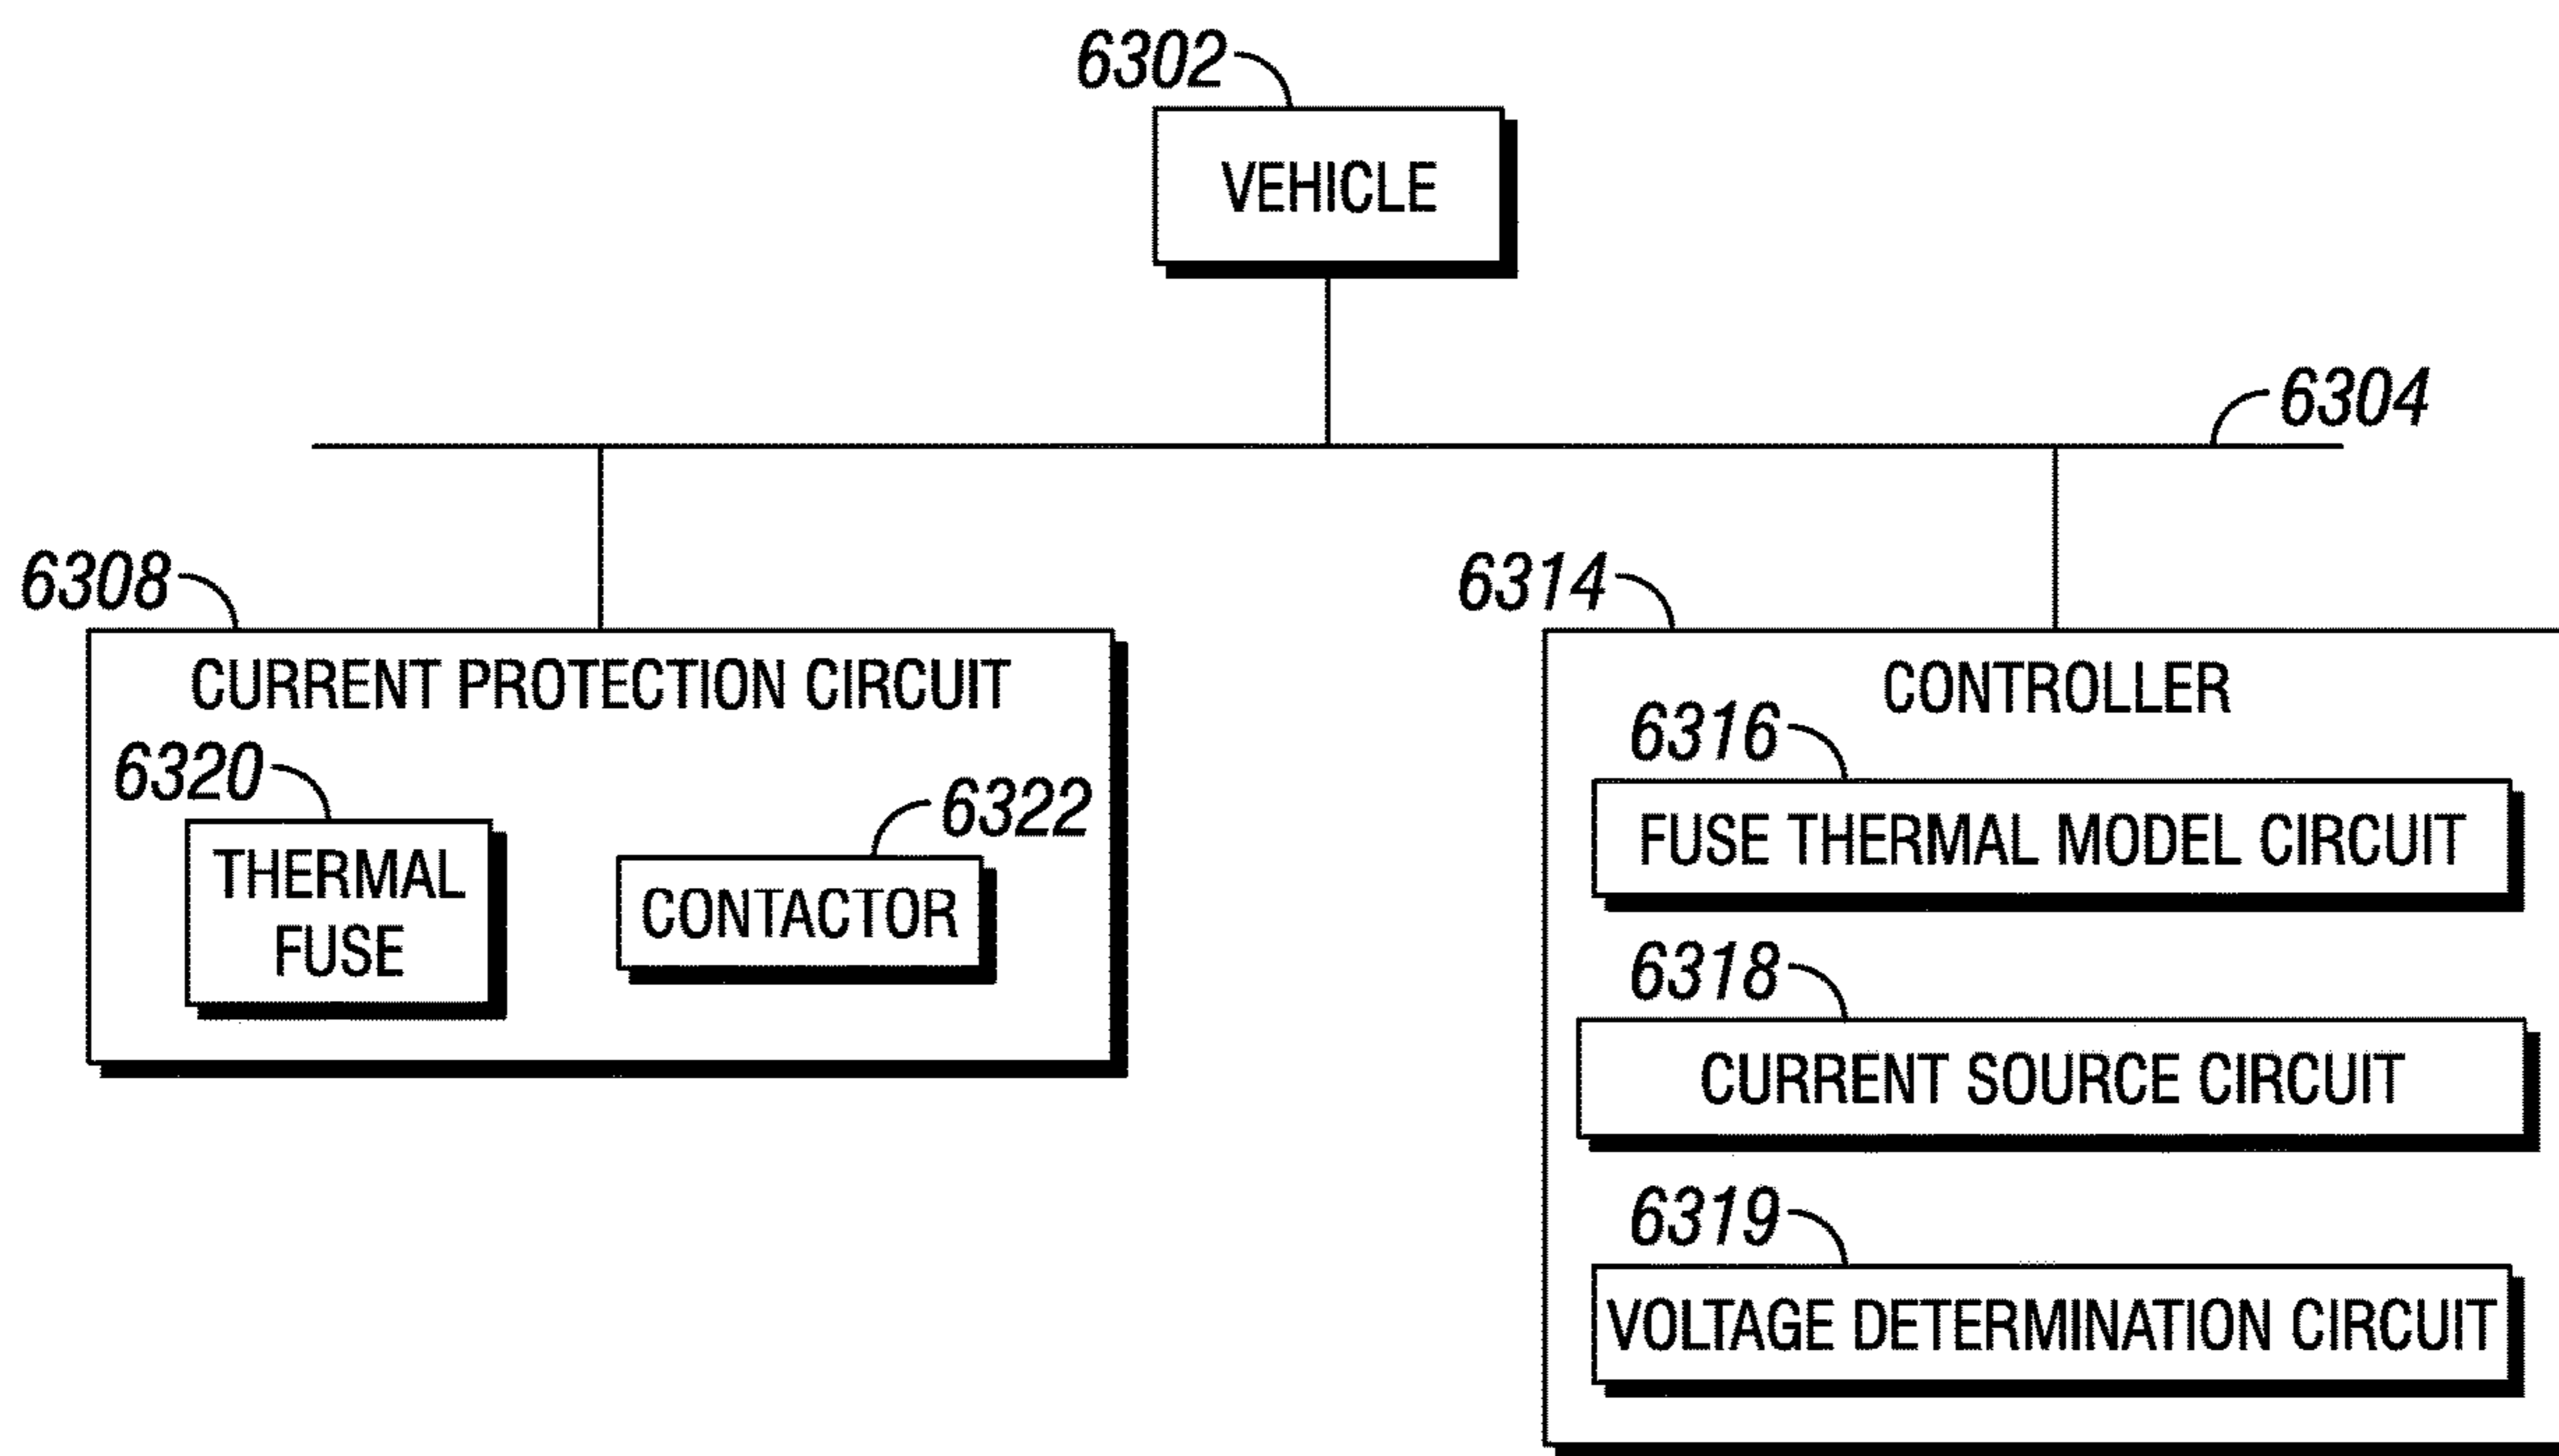 6302
VEHICLE
6304
6308
CURRENT PROTECTION CIRCUIT
6320
THERMAL
FUSE
6322
CONTACTOR
6314
CONTROLLER
6316
FUSE THERMAL MODEL CIRCUIT
6318
CURRENT SOURCE CIRCUIT
6319
VOLTAGE DETERMINATION CIRCUIT